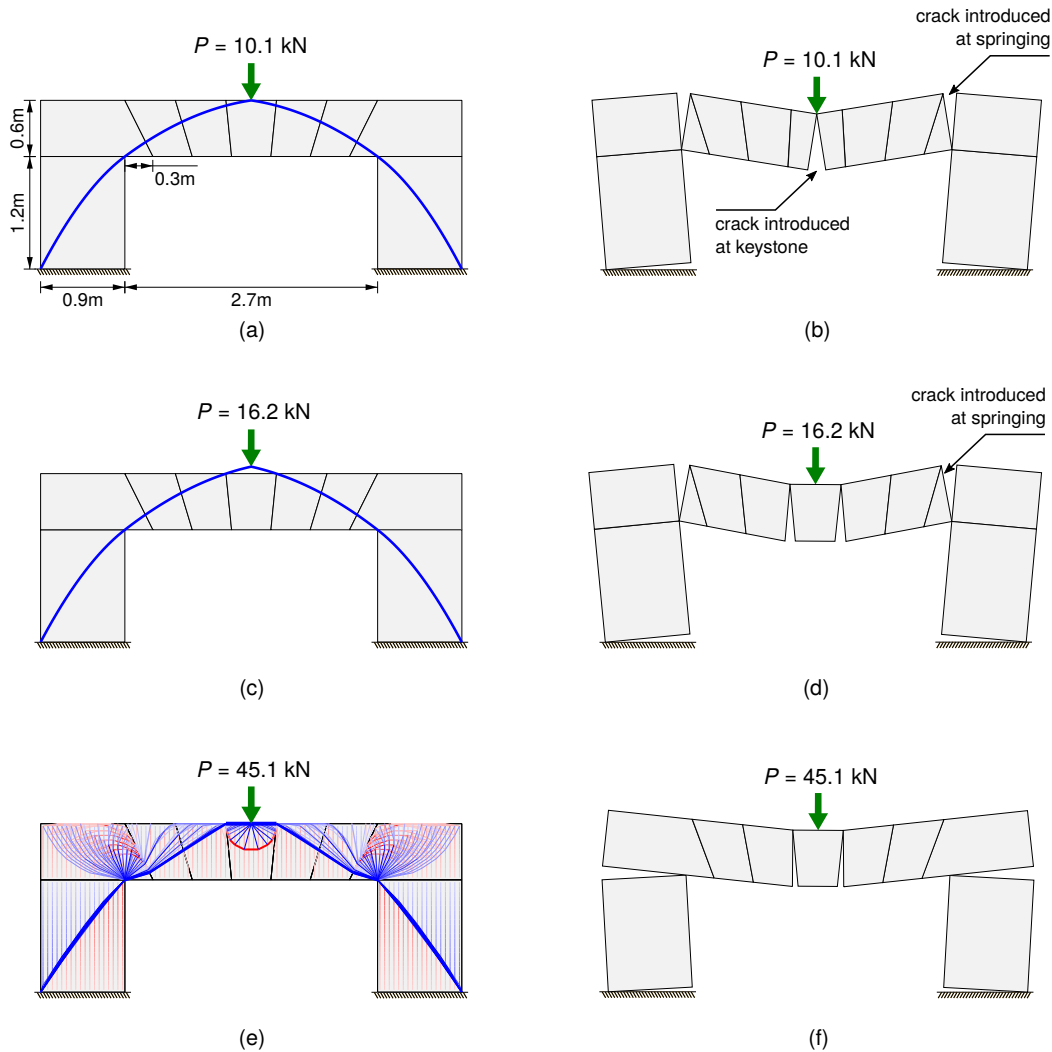 crack introduced
at springing
P = 10.1 kN
P = 10.1 kN
0.6m
0.3m
1.2m
crack introduced
at keystone
0.9m
2.7m
(a)
(b)
crack introduced
at springing
P = 16.2 kN
P = 16.2 kN
(c)
(d)
P = 45.1 kN
P = 45.1 kN
(e)
(f)